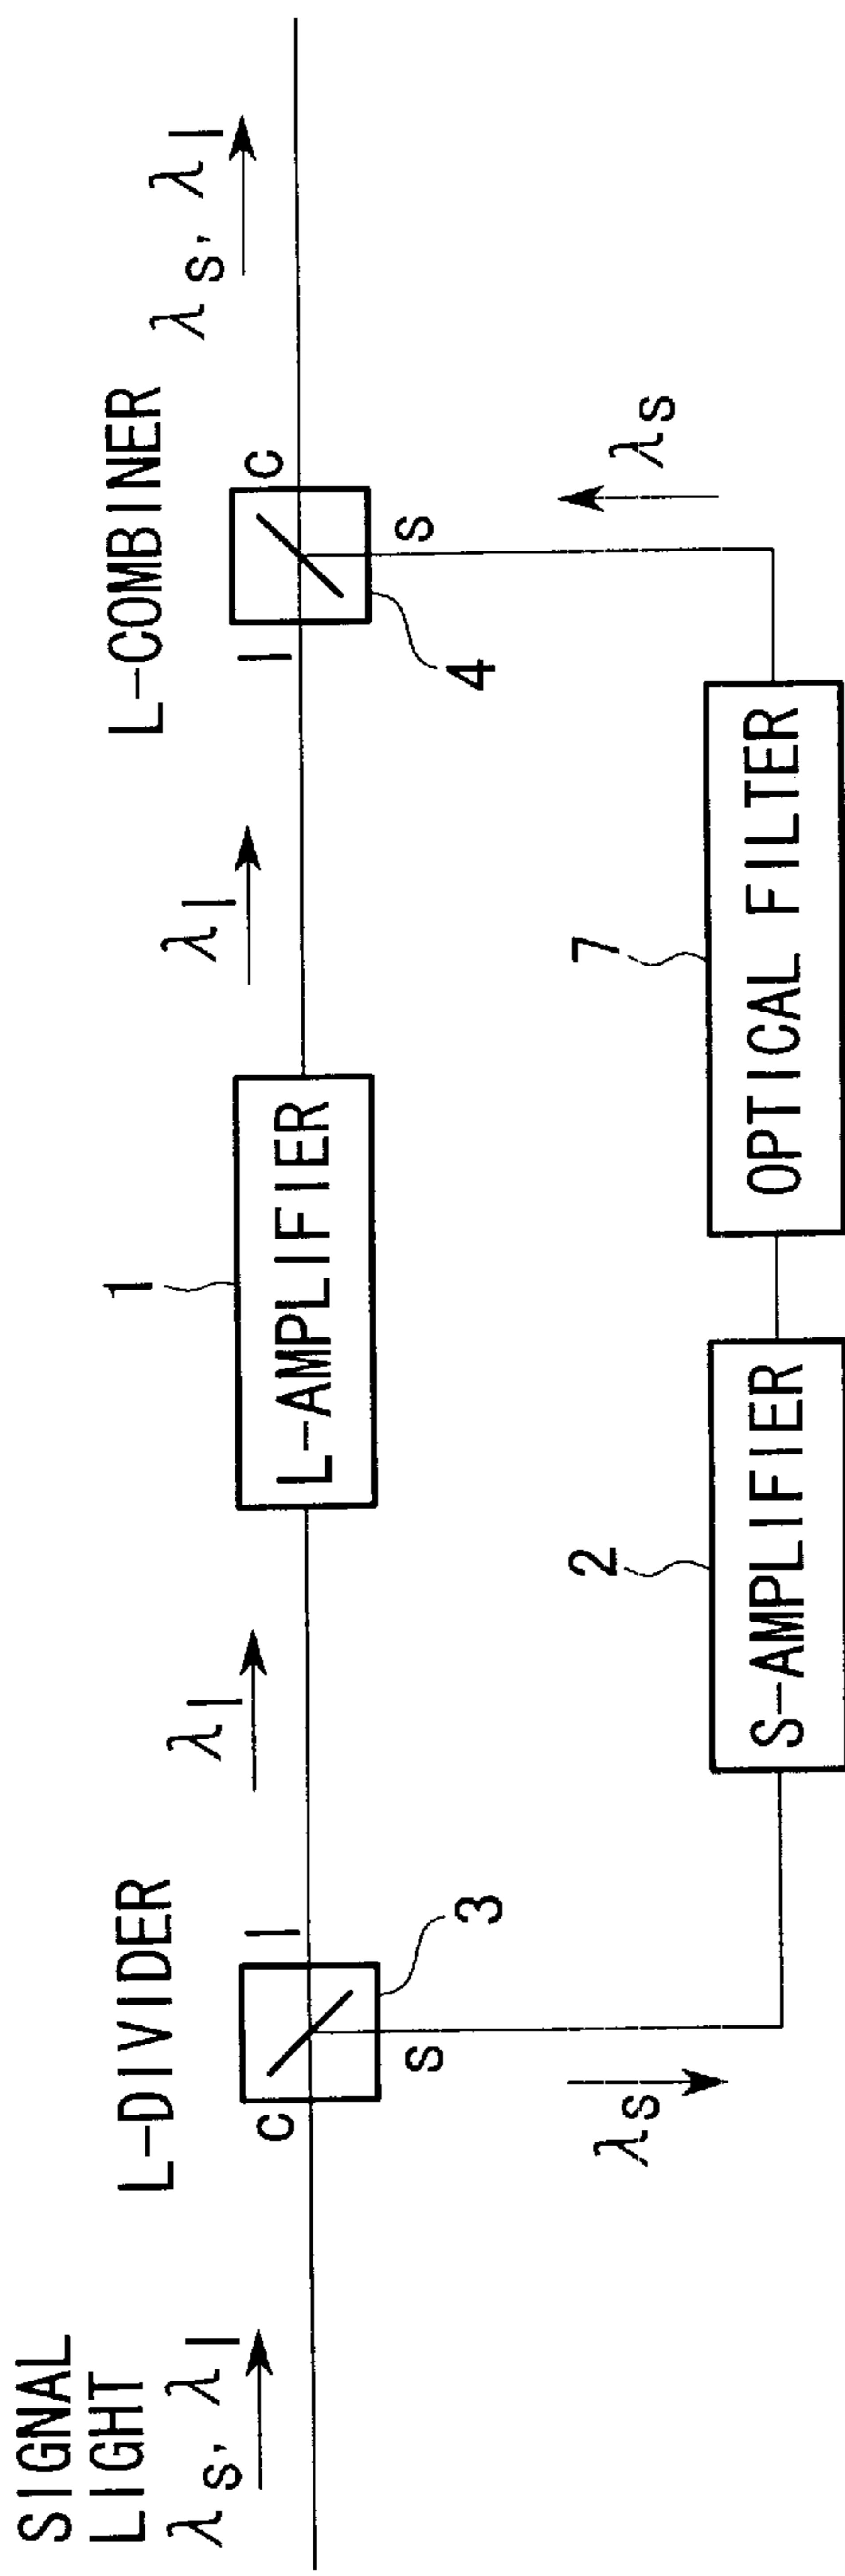 SIGNAL
LIGHT
λs, λl
L-DIVIDER
c
l
s
3
λs
λl
1
L-AMPLIFIER
λl
2
S-AMPLIFIER
7
OPTICAL FILTER
L-COMBINER
l
c
s
4
λs
λs, λl